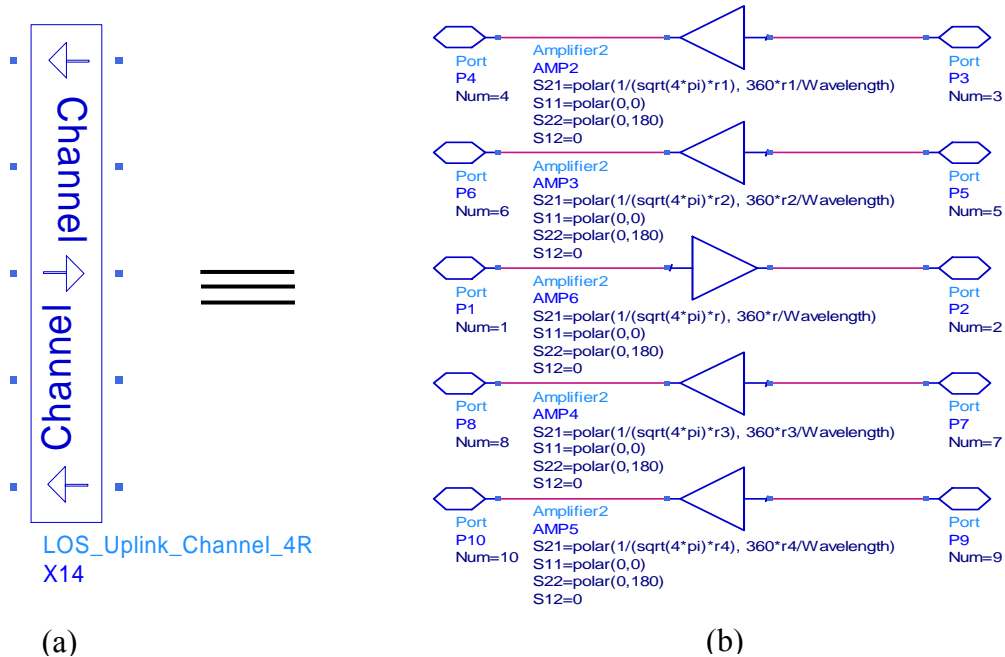 Channel
Channel
LOS_Uplink_Channel_4R
X14
(a)
Port
P4
Num=4
Amplifier2
AMP2
S21=polar(1/(sqrt(4*pi)*r1), 360*r1/Wavelength)
S11=polar(0,0)
S22=polar(0,180)
S12=0
Port
P3
Num=3
Port
P6
Num=6
Amplifier2
AMP3
S21=polar(1/(sqrt(4*pi)*r2), 360*r2/Wavelength)
S11=polar(0,0)
S22=polar(0,180)
S12=0
Port
P5
Num=5
Port
P1
Num=1
Amplifier2
AMP6
S21=polar(1/(sqrt(4*pi)*r), 360*r/Wavelength)
S11=polar(0,0)
S22=polar(0,180)
S12=0
Port
P2
Num=2
Port
P8
Num=8
Amplifier2
AMP4
S21=polar(1/(sqrt(4*pi)*r3), 360*r3/Wavelength)
S11=polar(0,0)
S22=polar(0,180)
S12=0
Port
P7
Num=7
Port
P10
Num=10
Amplifier2
AMP5
S21=polar(1/(sqrt(4*pi)*r4), 360*r4/Wavelength)
S11=polar(0,0)
S22=polar(0,180)
S12=0
Port
P9
Num=9
(b)